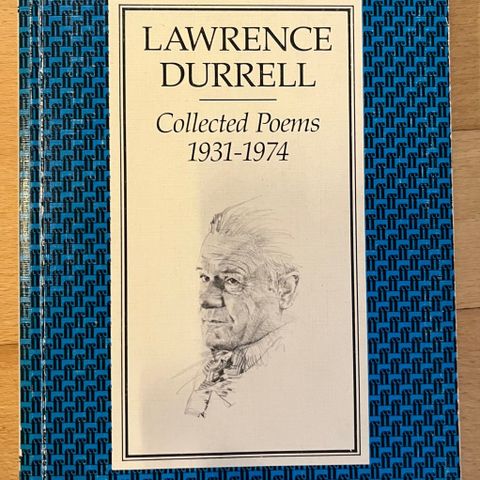 LAWRENCE
DURRELL
Collected Poems
1931-1974